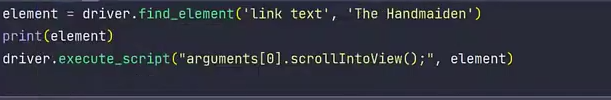 element = driver.find_element('link text', 'The Handmaiden')
print(element)
driver.execute_script("arguments[0].scrollIntoView();", element)